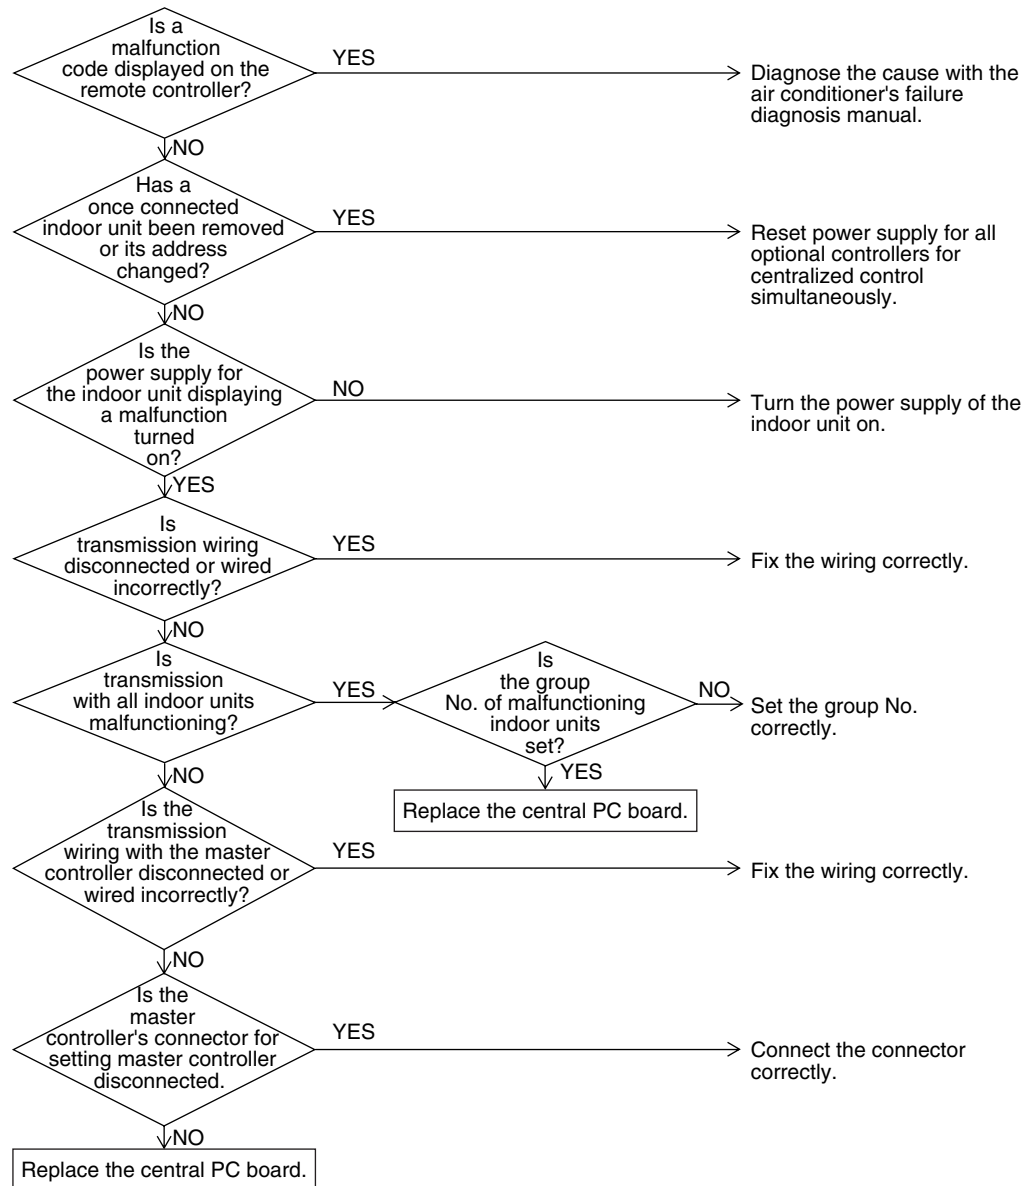 Is a
malfunction
code displayed on the
remote controller?
YES
Diagnose the cause with the
air conditioner's failure
diagnosis manual.
NO
Has a
once connected
indoor unit been removed
or its address
changed?
YES
Reset power supply for all
optional controllers for
centralized control
simultaneously.
NO
Is the
power supply for
the indoor unit displaying
a malfunction
turned
on?
NO
Turn the power supply of the
indoor unit on.
YES
Is
transmission wiring
disconnected or wired
incorrectly?
YES
Fix the wiring correctly.
NO
Is
transmission
with all indoor units
malfunctioning?
YES
Is
the group
No. of malfunctioning
indoor units
set?
NO
Set the group No.
correctly.
YES
Replace the central PC board.
NO
Is the
transmission
wiring with the master
controller disconnected or
wired incorrectly?
YES
Fix the wiring correctly.
NO
Is the
master
controller's connector for
setting master controller
disconnected.
YES
Connect the connector
correctly.
NO
Replace the central PC board.